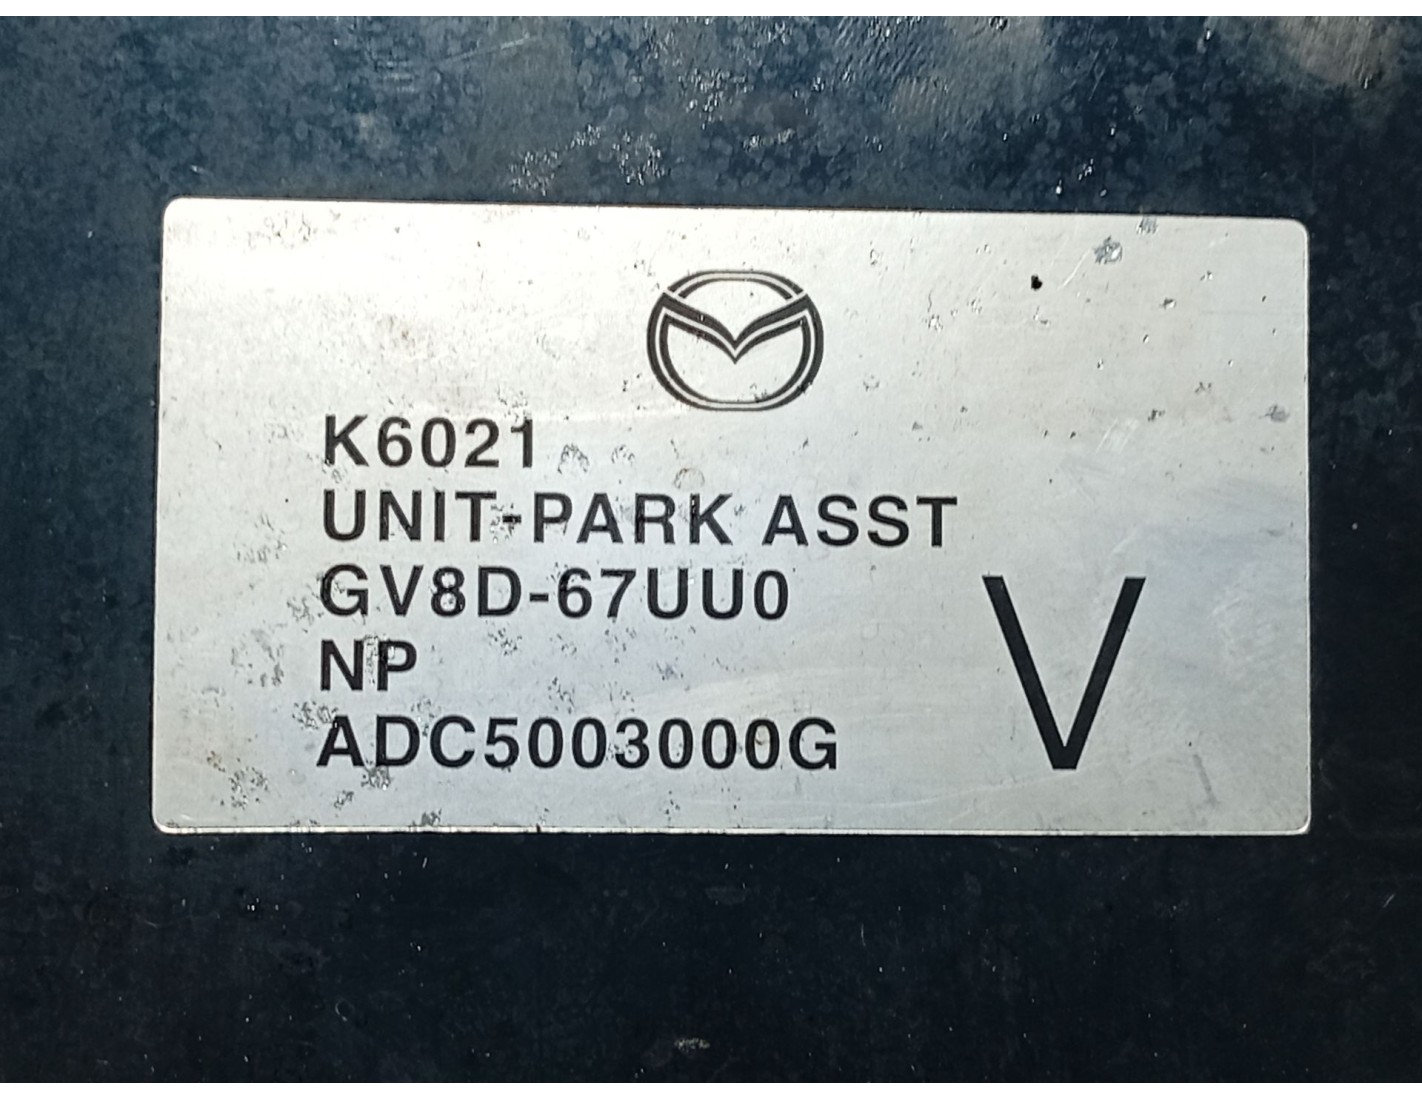 K6021
UNIT-PARK ASST
GV8D-67UU0
NP
ADC5003000G
V